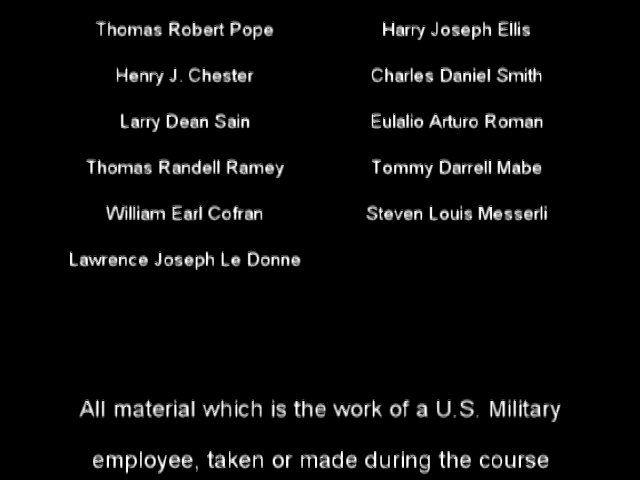 Thomas Robert Pope Harry Joseph Ellis
Henry J. Chester Charles Daniel Smith
Larry Dean Sain Eulalio Arturo Roman
Thomas Randell Ramey Tommy Darrell Mabe
William Earl Cofran Steven Louis Messerli
Lawrence Joseph Le Donne
All material which is the work of a U.S. Military
employee, taken or made during the course